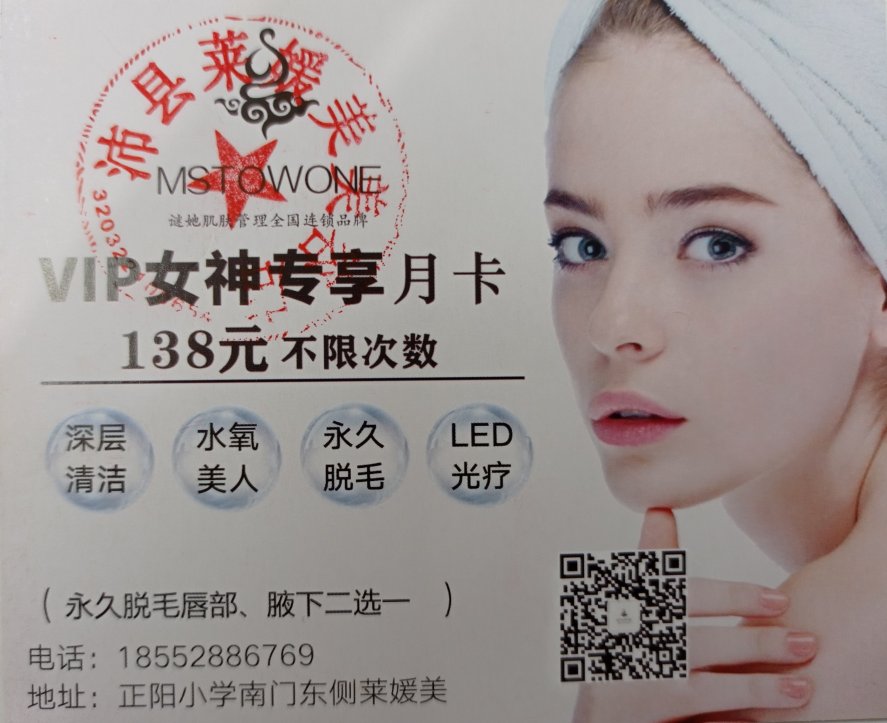 沛县莱媛美美容
MSTOWONE
谜她肌肤管理全国连锁品牌
VIP女神专享月卡
138元 不限次数
深层
清洁
水氧
美人
永久
脱毛
LED
光疗
（永久脱毛唇部、腋下二选一 ）
电话：18552886769
地址：正阳小学南门东侧莱媛美